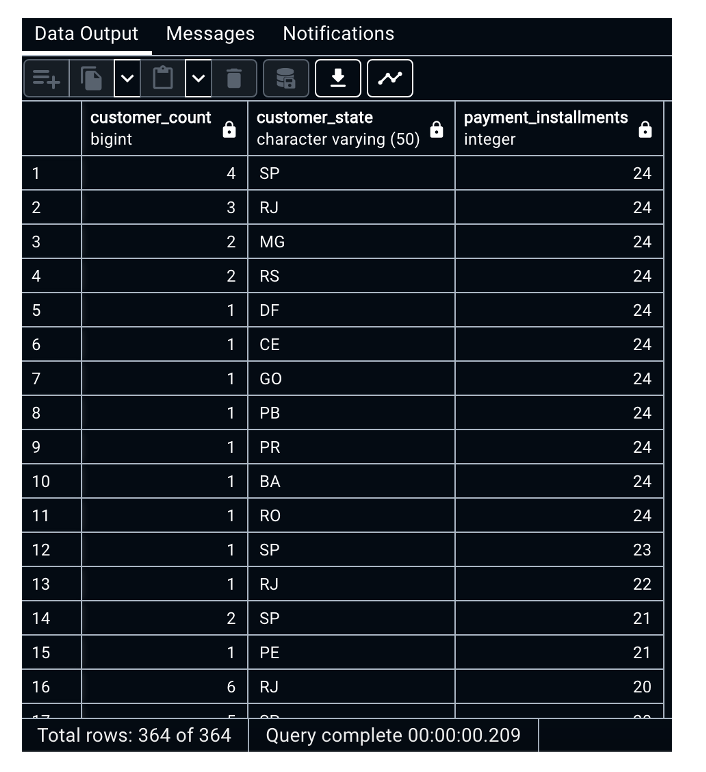 Data Output Messages Notifications
customer_count customer_state payment_installments
bigint character varying (50) integer
1 4 SP 24
2 3 RJ 24
3 2 MG 24
4 2 RS 24
5 1 DF 24
6 1 CE 24
7 1 GO 24
8 1 PB 24
9 1 PR 24
10 1 BA 24
11 1 RO 24
12 1 SP 23
13 1 RJ 22
14 2 SP 21
15 1 PE 21
16 6 RJ 20
Total rows: 364 of 364 Query complete 00:00:00.209